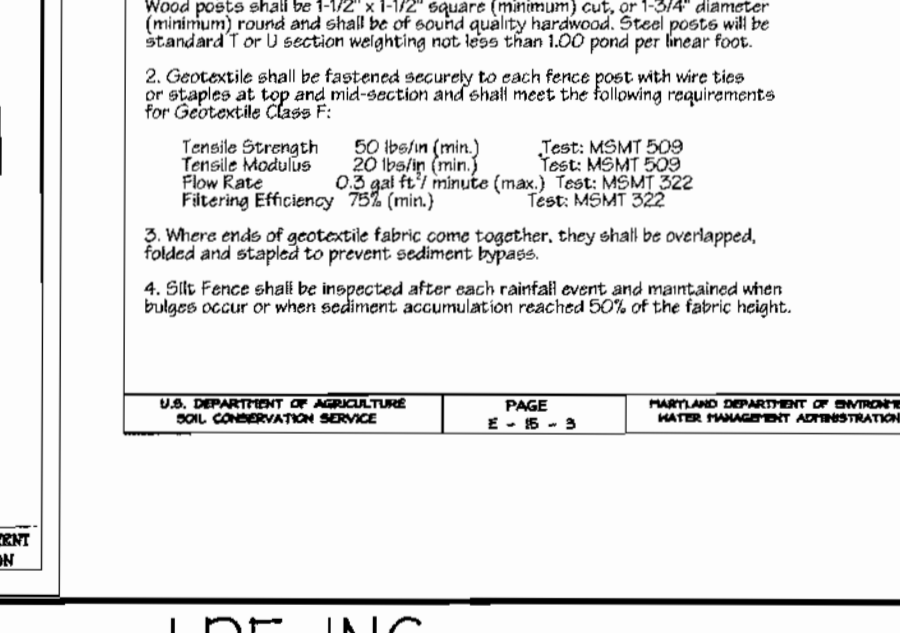 Wood posts shall be 1-1/2" x 1-1/2" square (minimum) cut, or 1-3/4" diameter
(minimum) round and shall be of sound quality hardwood. Steel posts will be
standard T or U section weighting not less than 1.00 pond per linear foot.
2. Geotextile shall be fastened securely to each fence post with wire ties
or staples at top and mid-section and shall meet the following requirements
for Geotextile Class F:
Tensile Strength 50 lbs/in (min.) Test: MSMT 509
Tensile Modulus 20 lbs/in (min.) Test: MSMT 509
Flow Rate 0.3 gal ft²/ minute (max.) Test: MSMT 322
Filtering Efficiency 75% (min.) Test: MSMT 322
3. Where ends of geotextile fabric come together, they shall be overlapped,
folded and stapled to prevent sediment bypass.
4. Silt Fence shall be inspected after each rainfall event and maintained when
bulges occur or when sediment accumulation reached 50% of the fabric height.
U.S. DEPARTMENT OF AGRICULTURE
SOIL CONSERVATION SERVICE
PAGE
E - 15 - 3
MARYLAND DEPARTMENT OF ENVIRONME
WATER MANAGEMENT ADMINISTRATION
ENT
ON